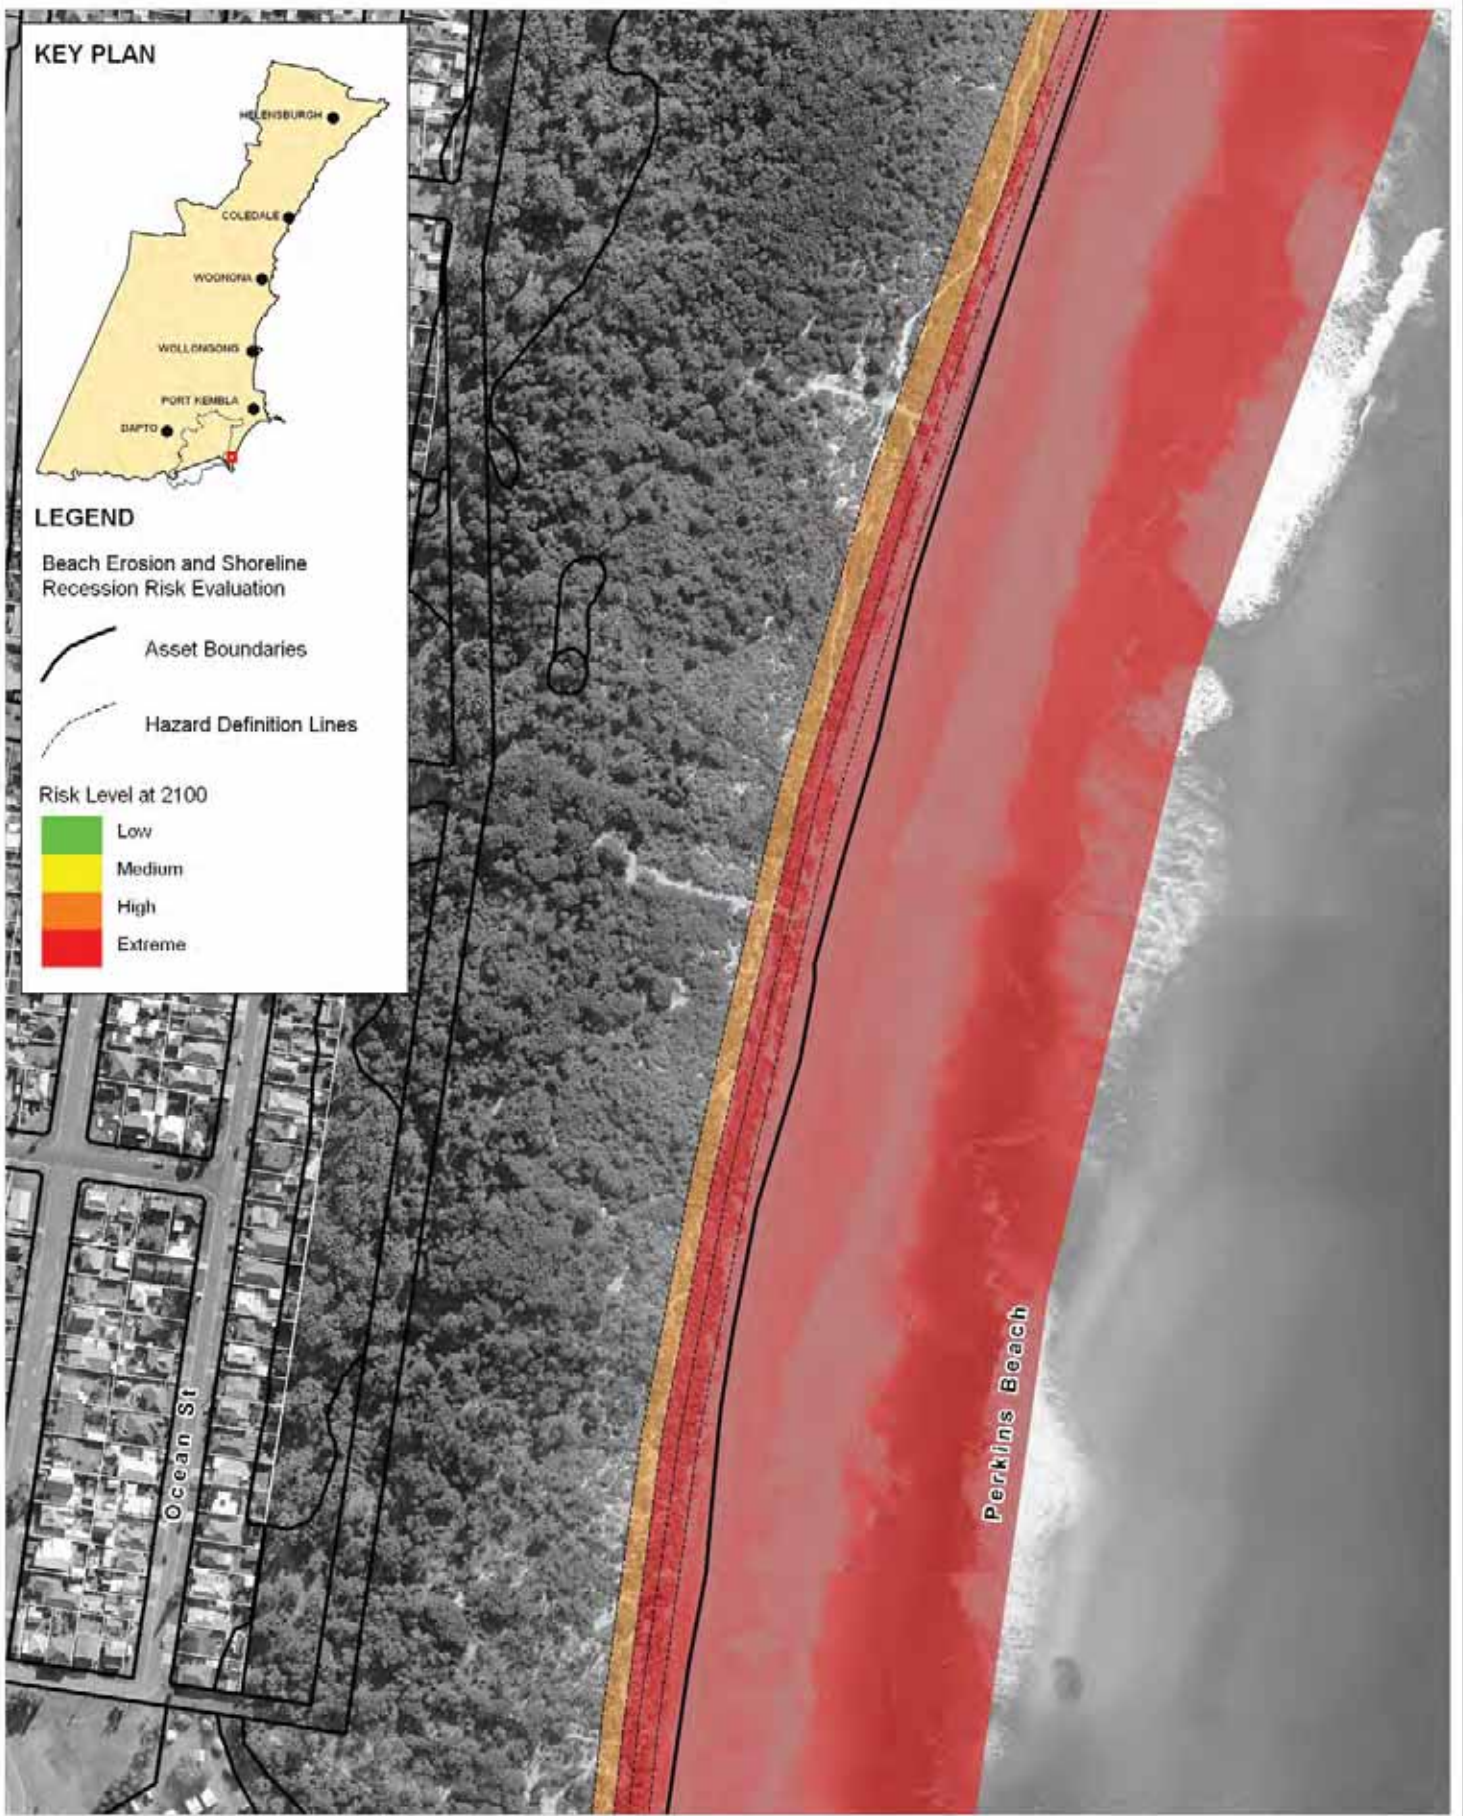 KEY PLAN
HELENSBURGH
COLEDALE
WOONONA
WOLLONGONG
PORT KEMBLA
DAPTO
LEGEND
Beach Erosion and Shoreline
Recession Risk Evaluation
Asset Boundaries
Hazard Definition Lines
Risk Level at 2100
Low
Medium
High
Extreme
Ocean St
Perkins Beach